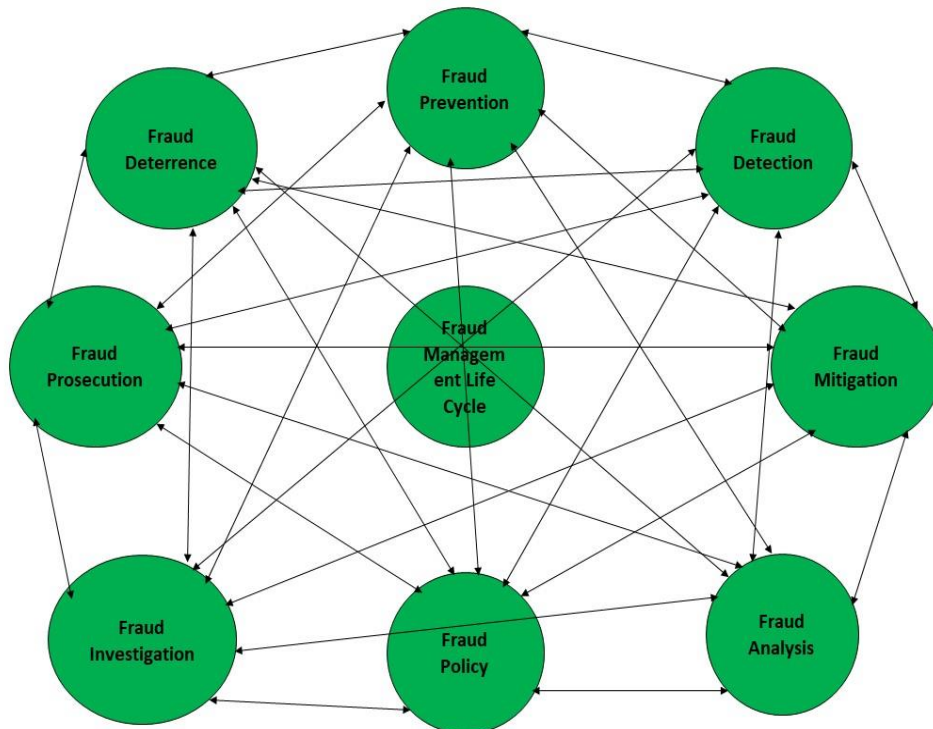 Fraud
Prevention
Fraud
Deterrence
Fraud
Detection
Fraud
Prosecution
Fraud
Managem
ent Life
Cycle
Fraud
Mitigation
Fraud
Investigation
Fraud
Policy
Fraud
Analysis